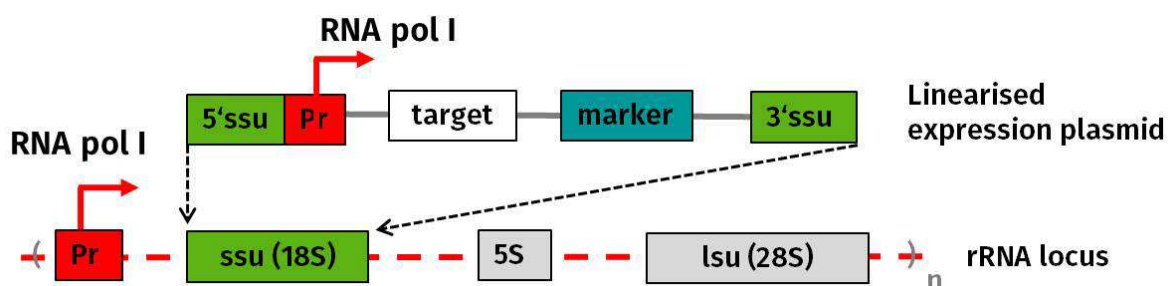 RNA pol I
5‘ssu Pr target marker 3‘ssu
Linearised
expression plasmid
RNA pol I
( Pr ssu (18S) 5S lsu (28S) ) n rRNA locus